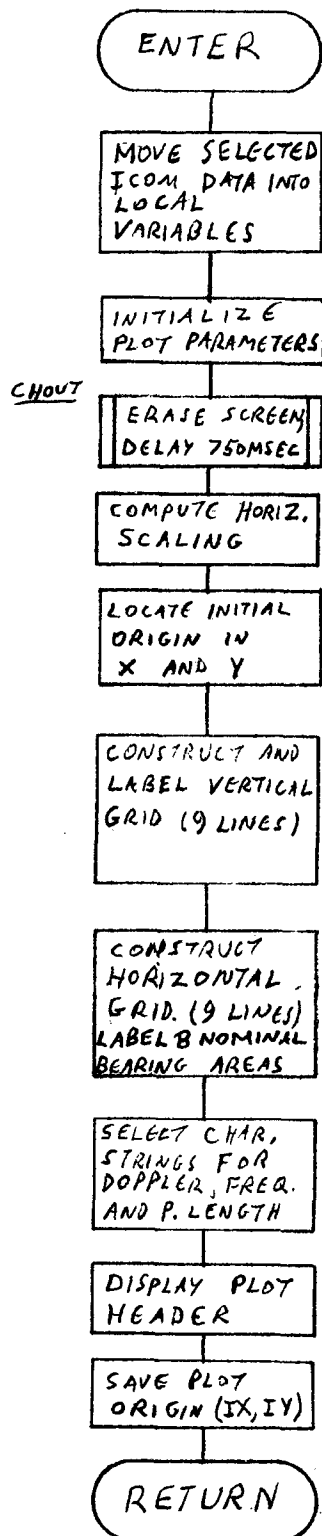 ENTER
MOVE SELECTED
ICOM DATA INTO
LOCAL
VARIABLES
INITIALIZE
PLOT PARAMETERS
CHOUT
ERASE SCREEN,
DELAY 750MSEC
COMPUTE HORIZ.
SCALING
LOCATE INITIAL
ORIGIN IN
X AND Y
CONSTRUCT AND
LABEL VERTICAL
GRID (9 LINES)
CONSTRUCT
HORIZONTAL
GRID. (9 LINES)
LABEL 8 NOMINAL
BEARING AREAS
SELECT CHAR.
STRINGS FOR
DOPPLER, FREQ.
AND P. LENGTH
DISPLAY PLOT
HEADER
SAVE PLOT
ORIGIN (IX, IY)
RETURN